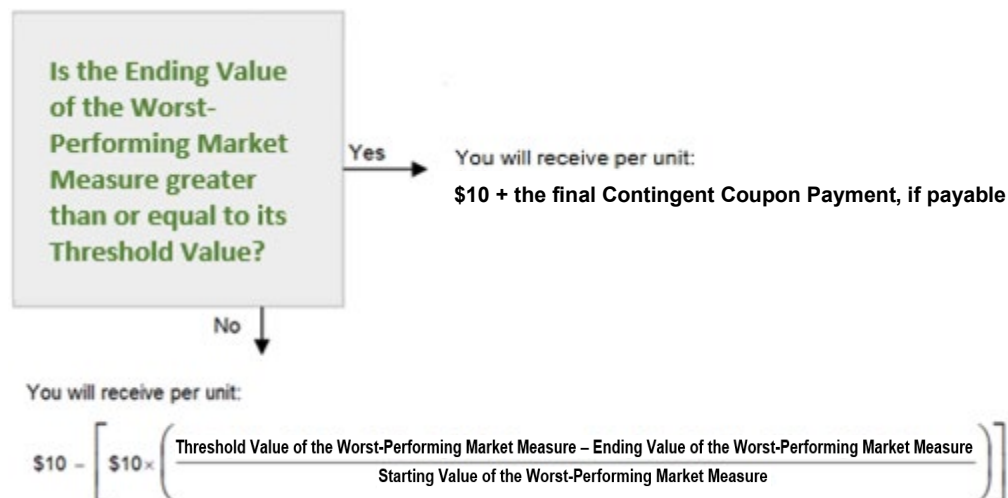 Is the Ending Value
of the Worst-
Performing Market
Measure greater
than or equal to its
Threshold Value?
Yes
You will receive per unit:
$10 + the final Contingent Coupon Payment, if payable
No
You will receive per unit:
$10 − [ $10 × ( Threshold Value of the Worst-Performing Market Measure – Ending Value of the Worst-Performing Market Measure
Starting Value of the Worst-Performing Market Measure ) ]